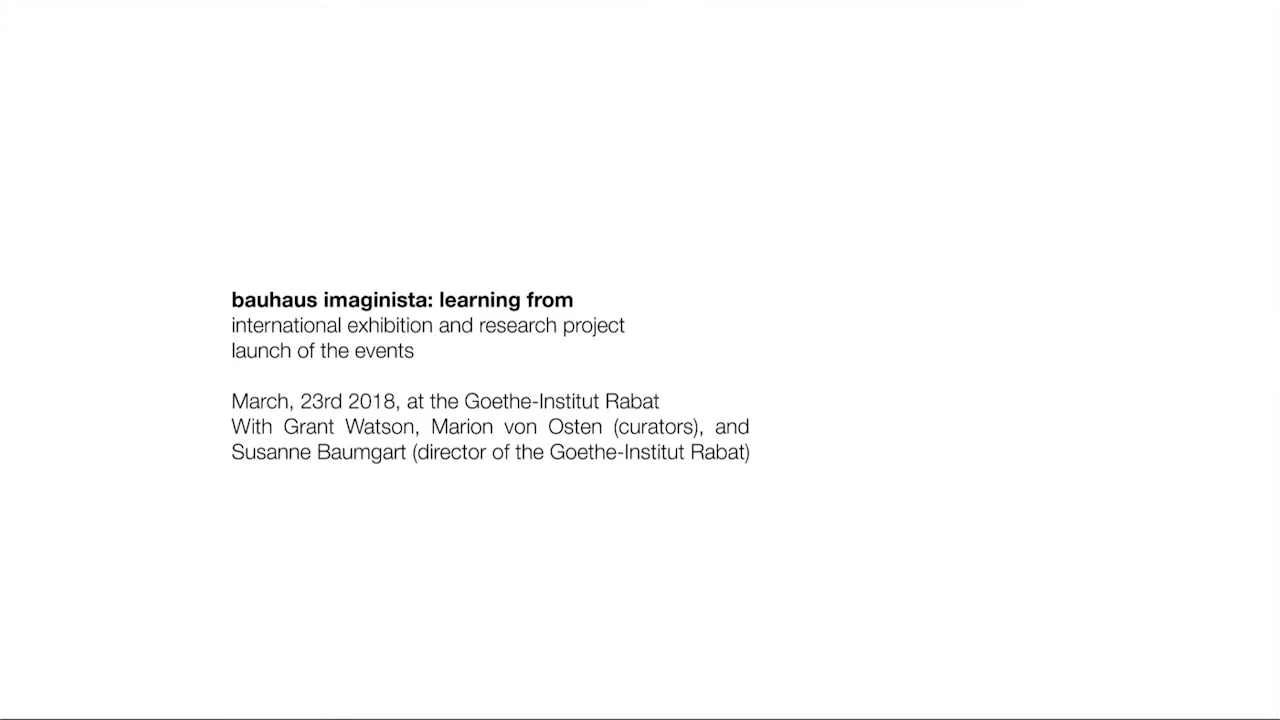 bauhaus imaginista: learning from
international exhibition and research project
launch of the events
March, 23rd 2018, at the Goethe-Institut Rabat
With Grant Watson, Marion von Osten (curators), and
Susanne Baumgart (director of the Goethe-Institut Rabat)